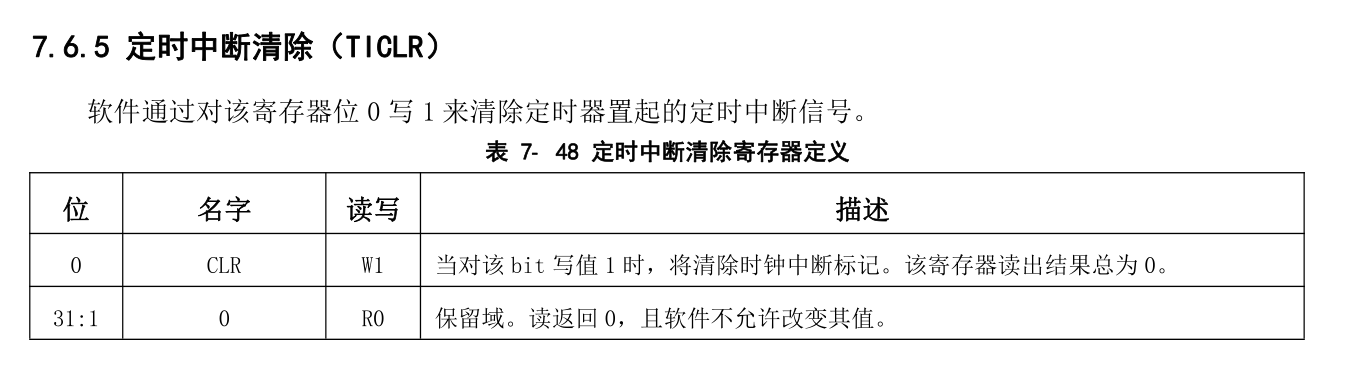 7.6.5 定时中断清除（TICLR）
软件通过对该寄存器位 0 写 1 来清除定时器置起的定时中断信号。
表 7- 48 定时中断清除寄存器定义
位 名字 读写 描述
0 CLR W1 当对该 bit 写值 1 时，将清除时钟中断标记。该寄存器读出结果总为 0。
31:1 0 R0 保留域。读返回 0，且软件不允许改变其值。